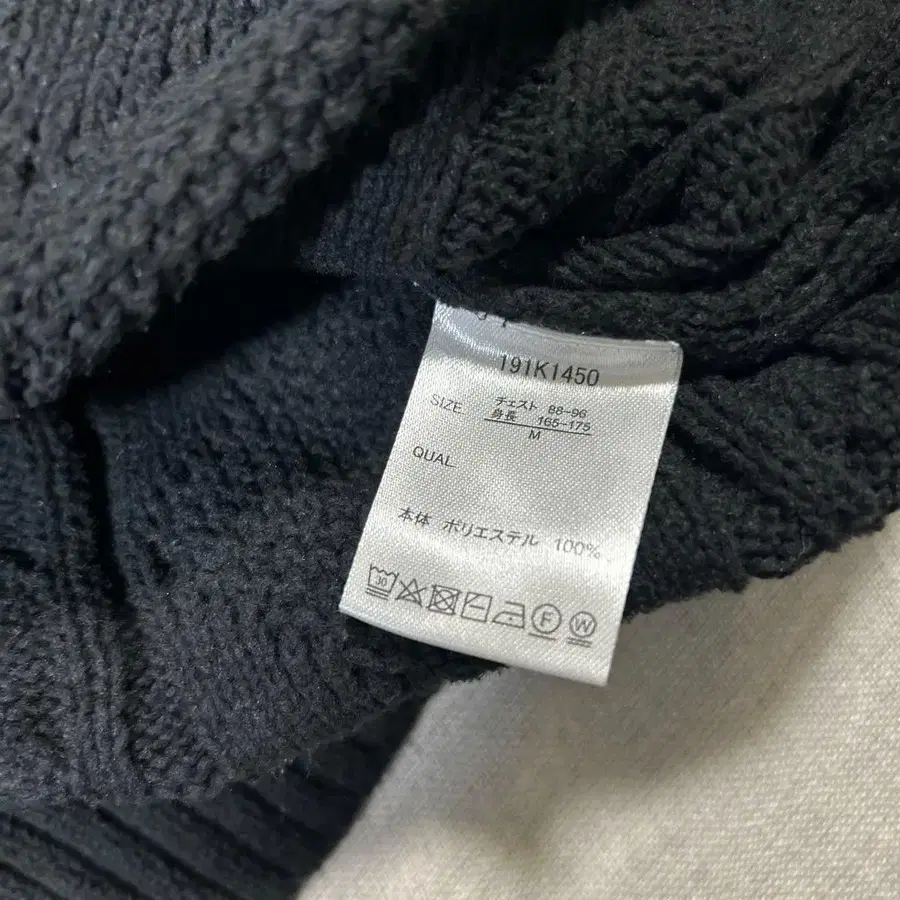 191K1450
SIZE チェスト 88-96
身長 165-175
M
QUAL.
本体 ポリエステル 100%
30
F W